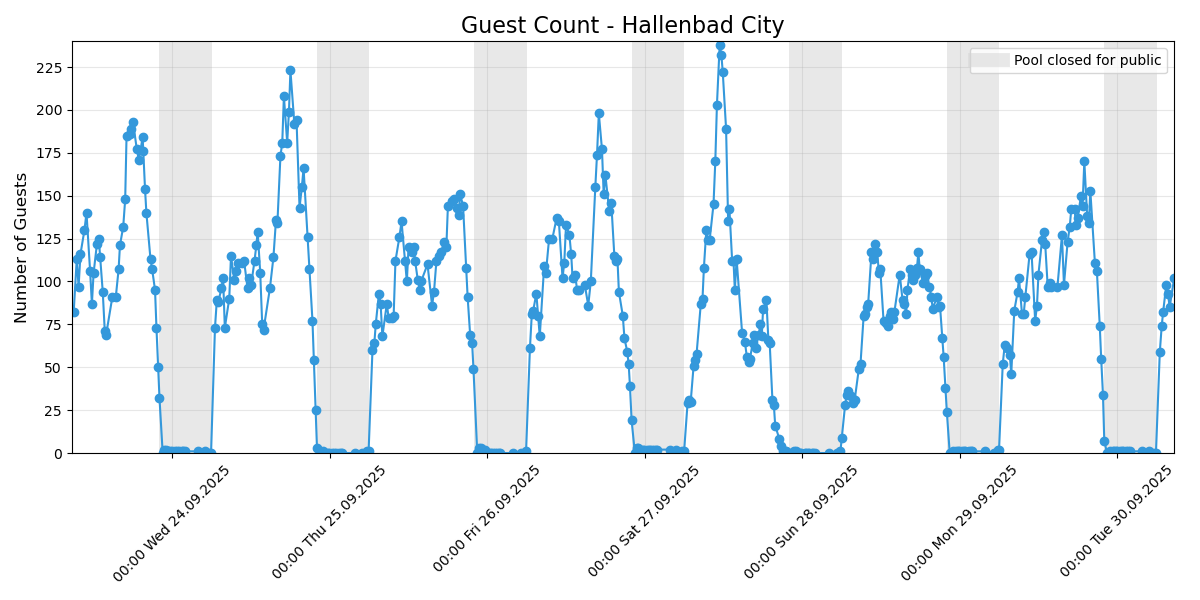 Guest Count - Hallenbad City
Pool closed for public
Number of Guests
225
200
175
150
125
100
75
50
25
0
00:00 Wed 24.09.2025
00:00 Thu 25.09.2025
00:00 Fri 26.09.2025
00:00 Sat 27.09.2025
00:00 Sun 28.09.2025
00:00 Mon 29.09.2025
00:00 Tue 30.09.2025